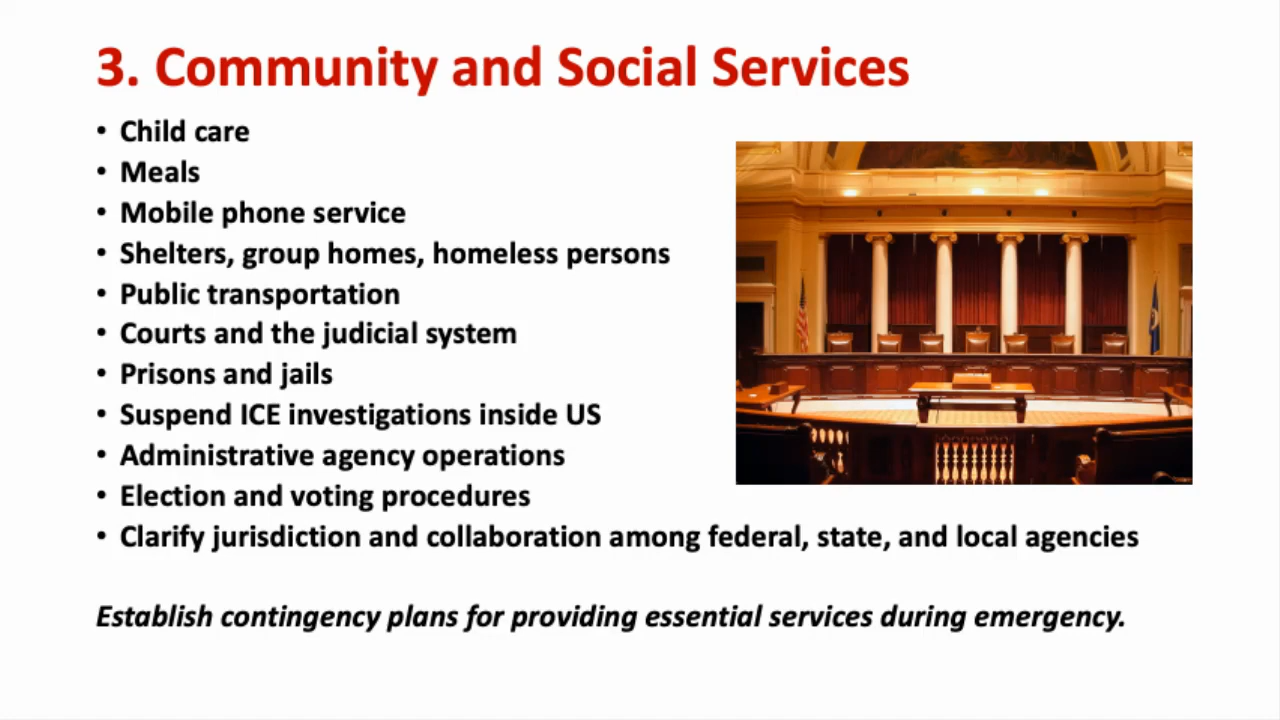 3. Community and Social Services
• Child care
• Meals
• Mobile phone service
• Shelters, group homes, homeless persons
• Public transportation
• Courts and the judicial system
• Prisons and jails
• Suspend ICE investigations inside US
• Administrative agency operations
• Election and voting procedures
• Clarify jurisdiction and collaboration among federal, state, and local agencies
Establish contingency plans for providing essential services during emergency.